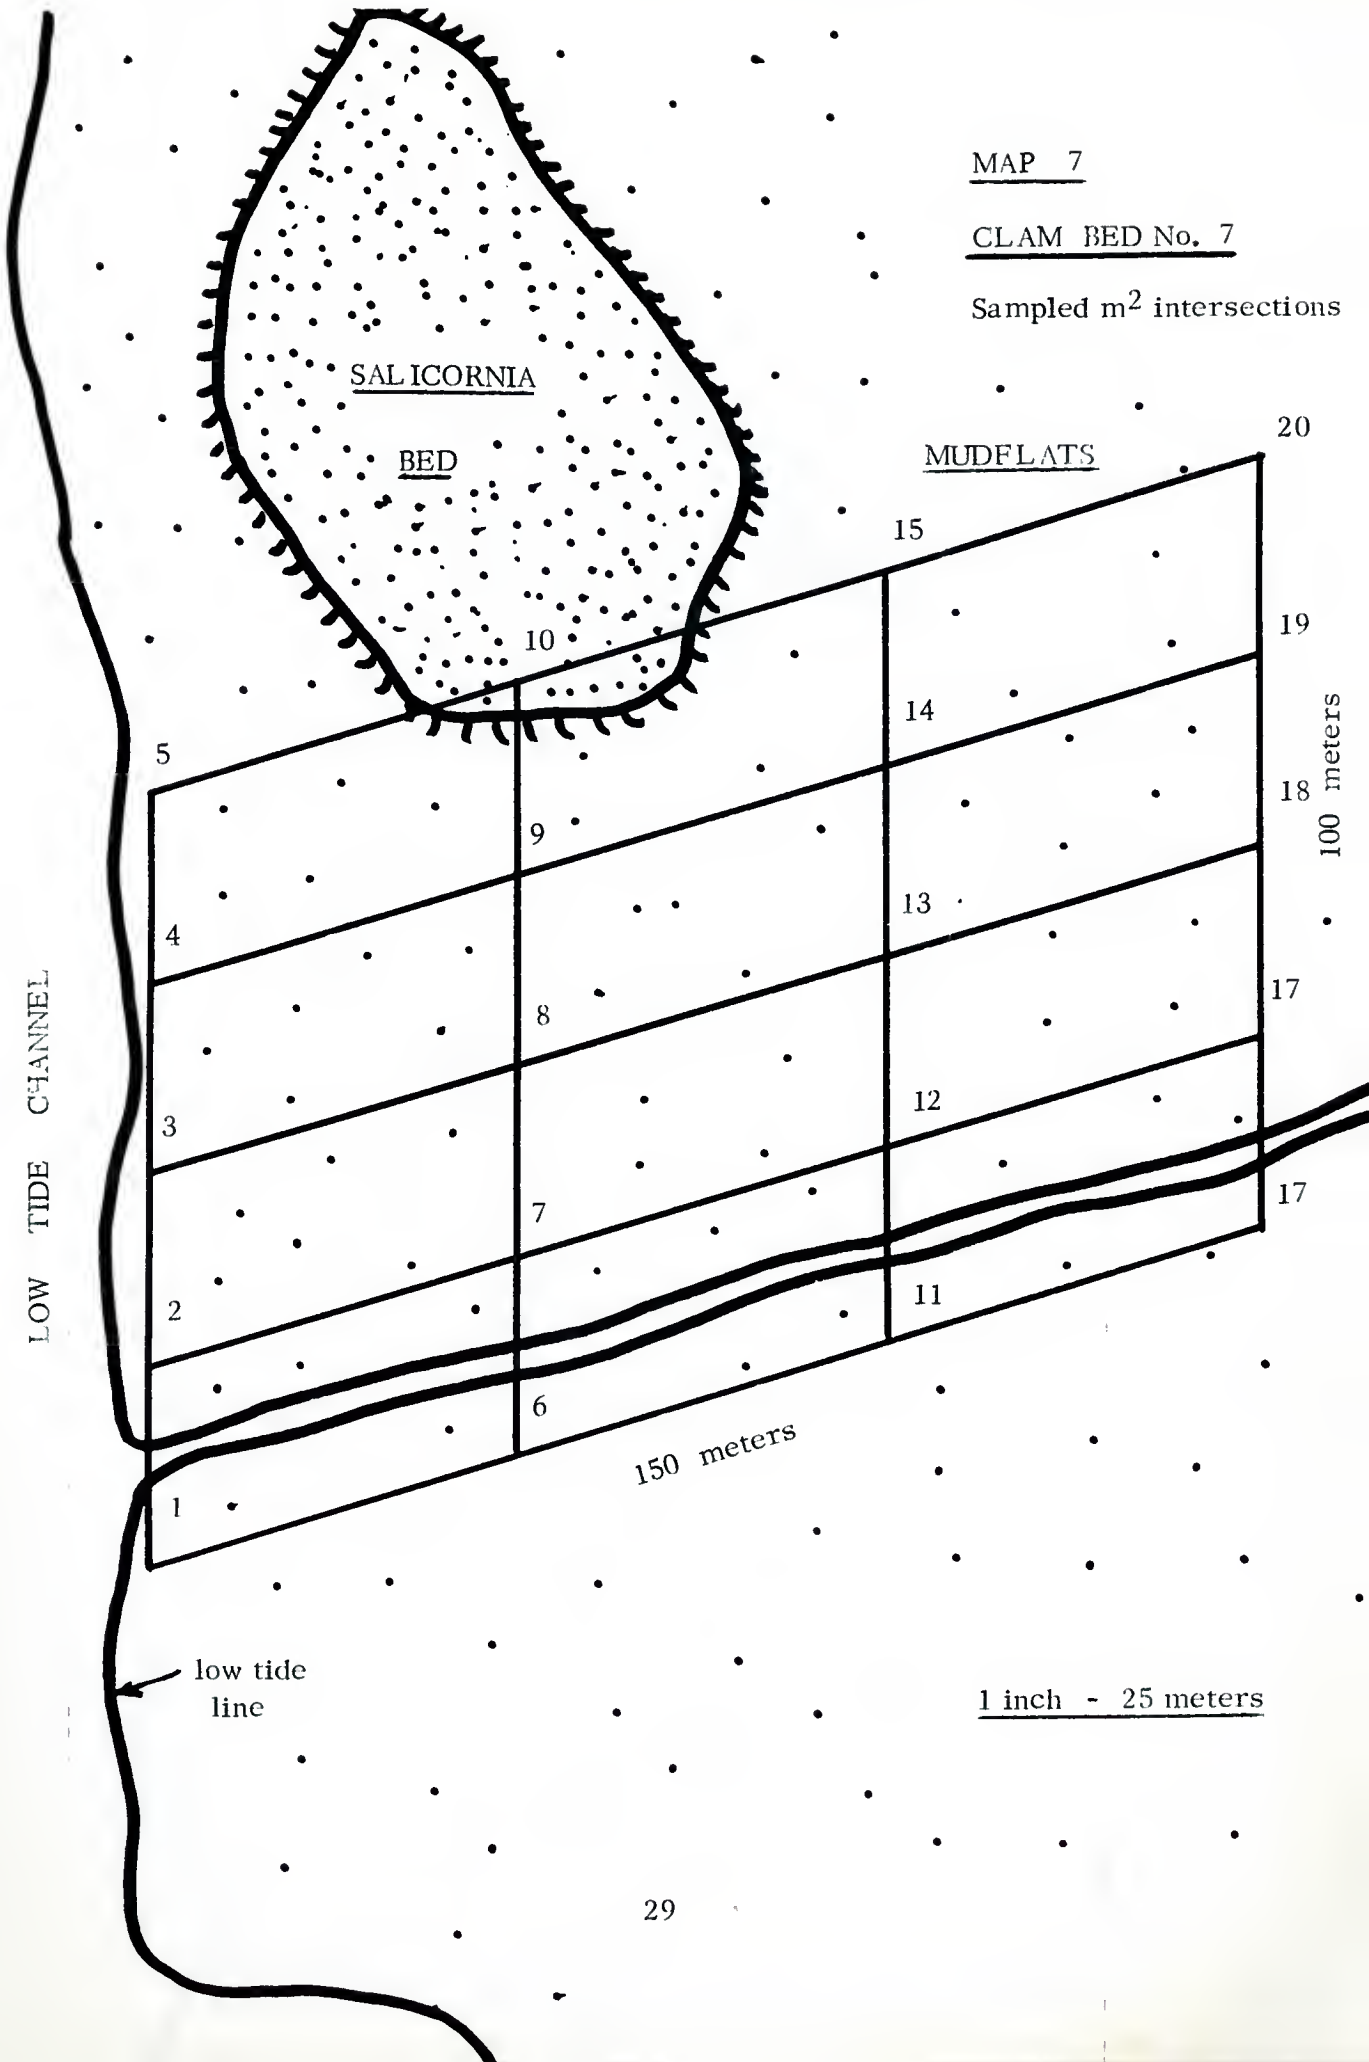 MAP 7
CLAM BED No. 7
Sampled m² intersections
SALICORNIA
BED
MUDFLATS
20
15
19
10
14
100 meters
5
18
9
13
4
17
8
12
3
17
7
11
2
6
150 meters
1
LOW TIDE CHANNEL
low tide
line
1 inch - 25 meters
29